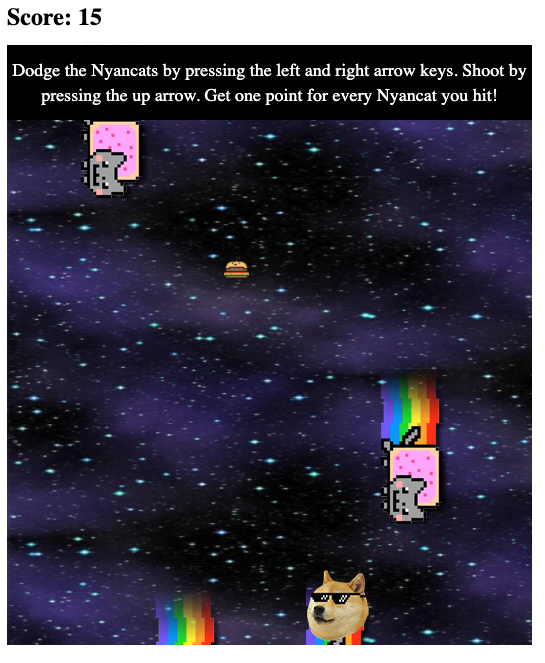 Score: 15
Dodge the Nyancats by pressing the left and right arrow keys. Shoot by
pressing the up arrow. Get one point for every Nyancat you hit!